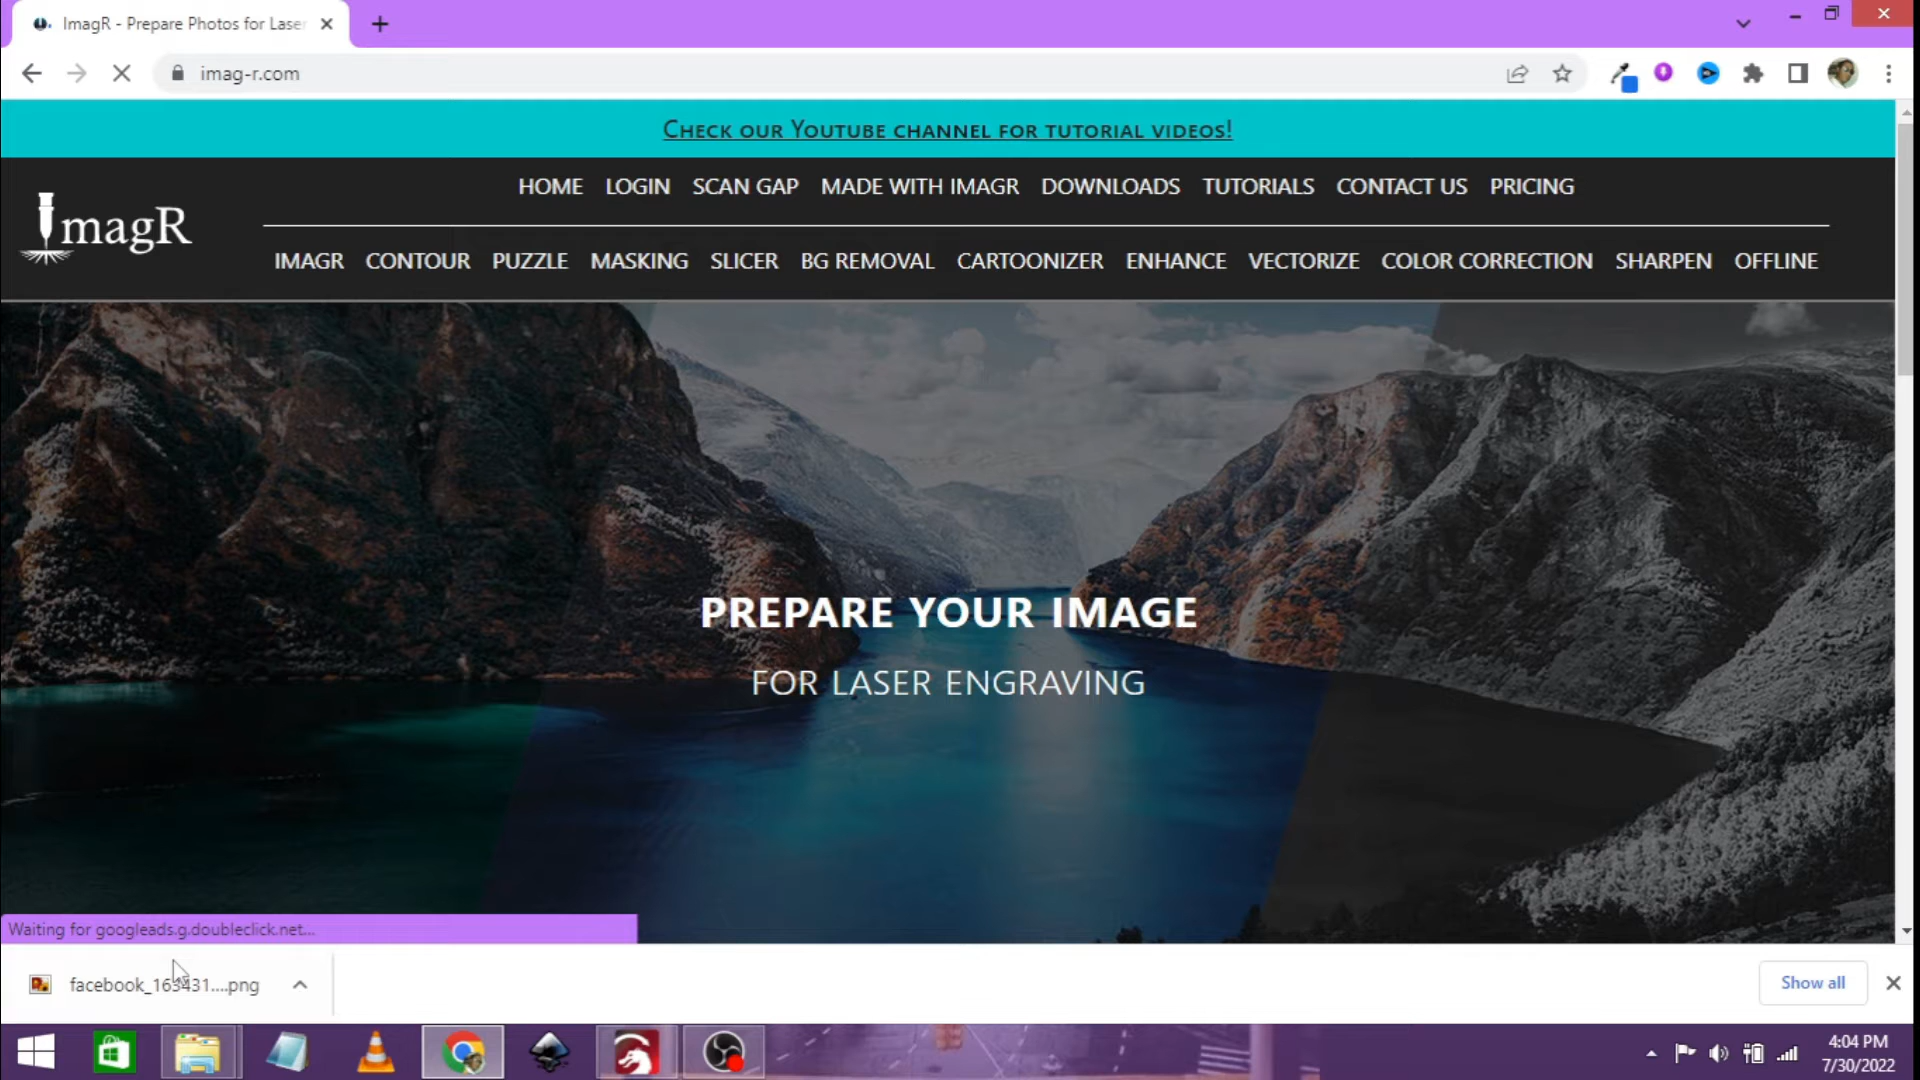 ImagR - Prepare Photos for Laser
imag-r.com
Check our Youtube channel for tutorial videos!
ImagR
HOME LOGIN SCAN GAP MADE WITH IMAGR DOWNLOADS TUTORIALS CONTACT US PRICING
IMAGR CONTOUR PUZZLE MASKING SLICER BG REMOVAL CARTOONIZER ENHANCE VECTORIZE COLOR CORRECTION SHARPEN OFFLINE
PREPARE YOUR IMAGE
FOR LASER ENGRAVING
Waiting for googleads.g.doubleclick.net...
facebook_163431....png
Show all
4:04 PM
7/30/2022